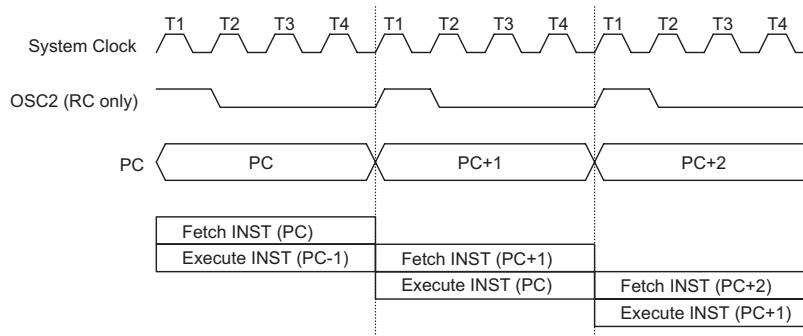 T1 T2 T3 T4 T1 T2 T3 T4 T1 T2 T3 T4
System Clock
OSC2 (RC only)
PC PC PC+1 PC+2
Fetch INST (PC)
Execute INST (PC-1) Fetch INST (PC+1)
Execute INST (PC) Fetch INST (PC+2)
Execute INST (PC+1)